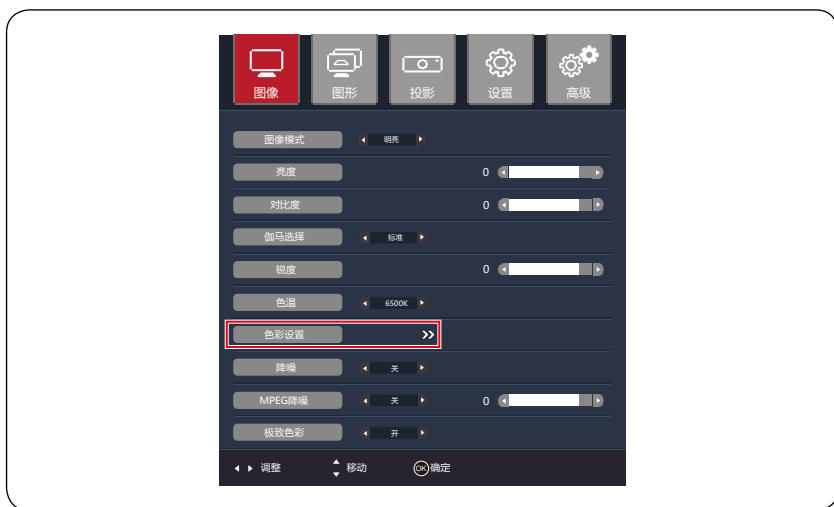 图像 图形 投影 设置 高级
图像模式 明亮
亮度 0
对比度 0
伽马选择 标准
锐度 0
色温 6500K
色彩设置 >>
降噪 关
MPEG降噪 关 0
极致色彩 开
调整 移动 OK 确定